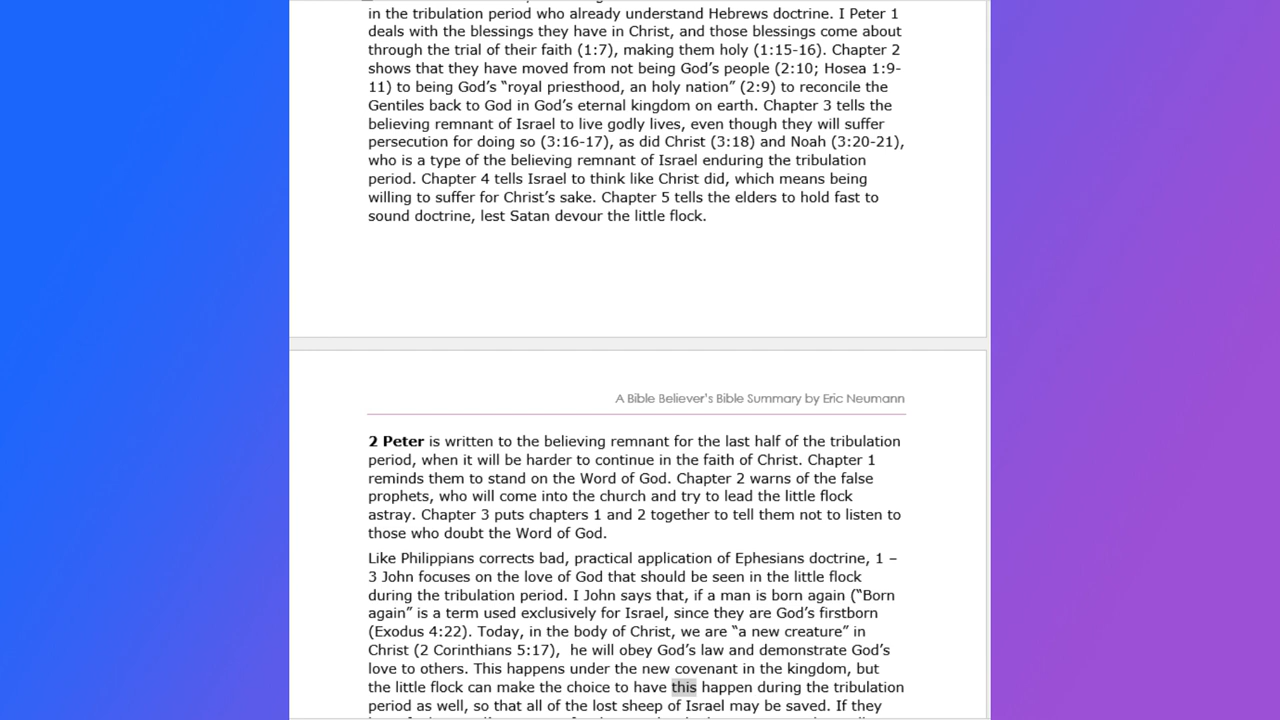 in the tribulation period who already understand Hebrews doctrine. I Peter 1
deals with the blessings they have in Christ, and those blessings come about
through the trial of their faith (1:7), making them holy (1:15-16). Chapter 2
shows that they have moved from not being God’s people (2:10; Hosea 1:9-
11) to being God’s “royal priesthood, an holy nation” (2:9) to reconcile the
Gentiles back to God in God’s eternal kingdom on earth. Chapter 3 tells the
believing remnant of Israel to live godly lives, even though they will suffer
persecution for doing so (3:16-17), as did Christ (3:18) and Noah (3:20-21),
who is a type of the believing remnant of Israel enduring the tribulation
period. Chapter 4 tells Israel to think like Christ did, which means being
willing to suffer for Christ’s sake. Chapter 5 tells the elders to hold fast to
sound doctrine, lest Satan devour the little flock.
A Bible Believer’s Bible Summary by Eric Neumann
2 Peter is written to the believing remnant for the last half of the tribulation
period, when it will be harder to continue in the faith of Christ. Chapter 1
reminds them to stand on the Word of God. Chapter 2 warns of the false
prophets, who will come into the church and try to lead the little flock
astray. Chapter 3 puts chapters 1 and 2 together to tell them not to listen to
those who doubt the Word of God.
Like Philippians corrects bad, practical application of Ephesians doctrine, 1 –
3 John focuses on the love of God that should be seen in the little flock
during the tribulation period. I John says that, if a man is born again (“Born
again” is a term used exclusively for Israel, since they are God’s firstborn
(Exodus 4:22). Today, in the body of Christ, we are “a new creature” in
Christ (2 Corinthians 5:17),  he will obey God’s law and demonstrate God’s
love to others. This happens under the new covenant in the kingdom, but
the little flock can make the choice to have this happen during the tribulation
period as well, so that all of the lost sheep of Israel may be saved. If they